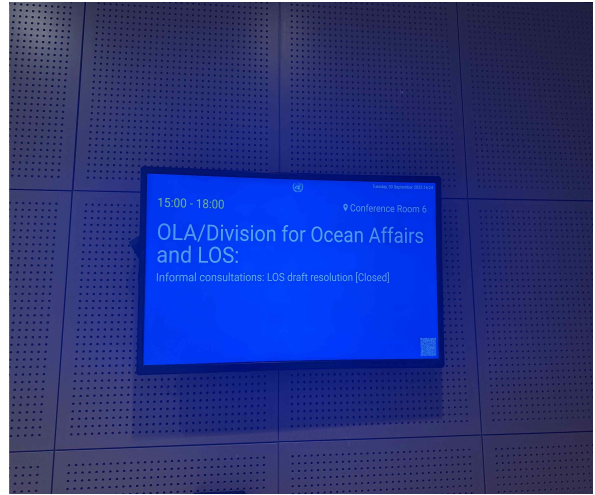 15:00 - 18:00
Conference Room 6
OLA/Division for Ocean Affairs
and LOS:
Informal consultations: LOS draft resolution [Closed]